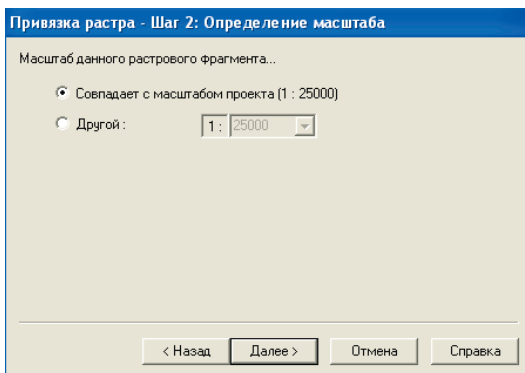 Привязка растра - Шаг 2: Определение масштаба
Масштаб данного растрового фрагмента...
Совпадает с масштабом проекта (1 : 25000)
Другой : 1 : 25000
< Назад Далее > Отмена Справка